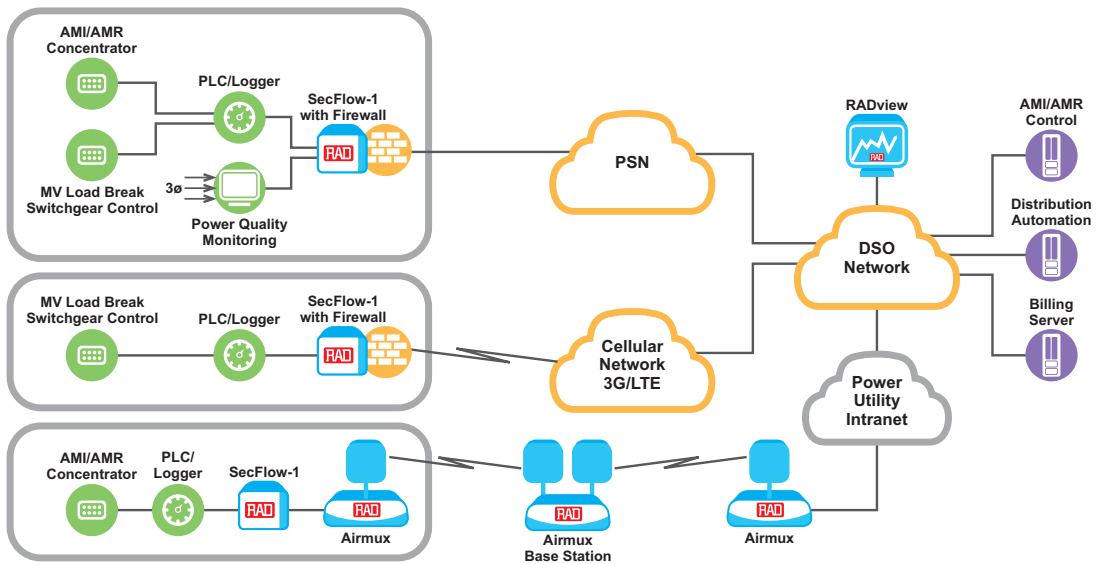 AMI/AMR
Concentrator
PLC/Logger
SecFlow-1
with Firewall
RAD
MV Load Break
Switchgear Control
3ø
Power Quality
Monitoring
PSN
RADview
RAD
AMI/AMR
Control
Distribution
Automation
DSO
Network
Billing
Server
MV Load Break
Switchgear Control
PLC/Logger
SecFlow-1
with Firewall
RAD
Cellular
Network
3G/LTE
Power
Utility
Intranet
AMI/AMR
Concentrator
PLC/
Logger
SecFlow-1
RAD
RAD
Airmux
RAD
Airmux
Base Station
RAD
Airmux